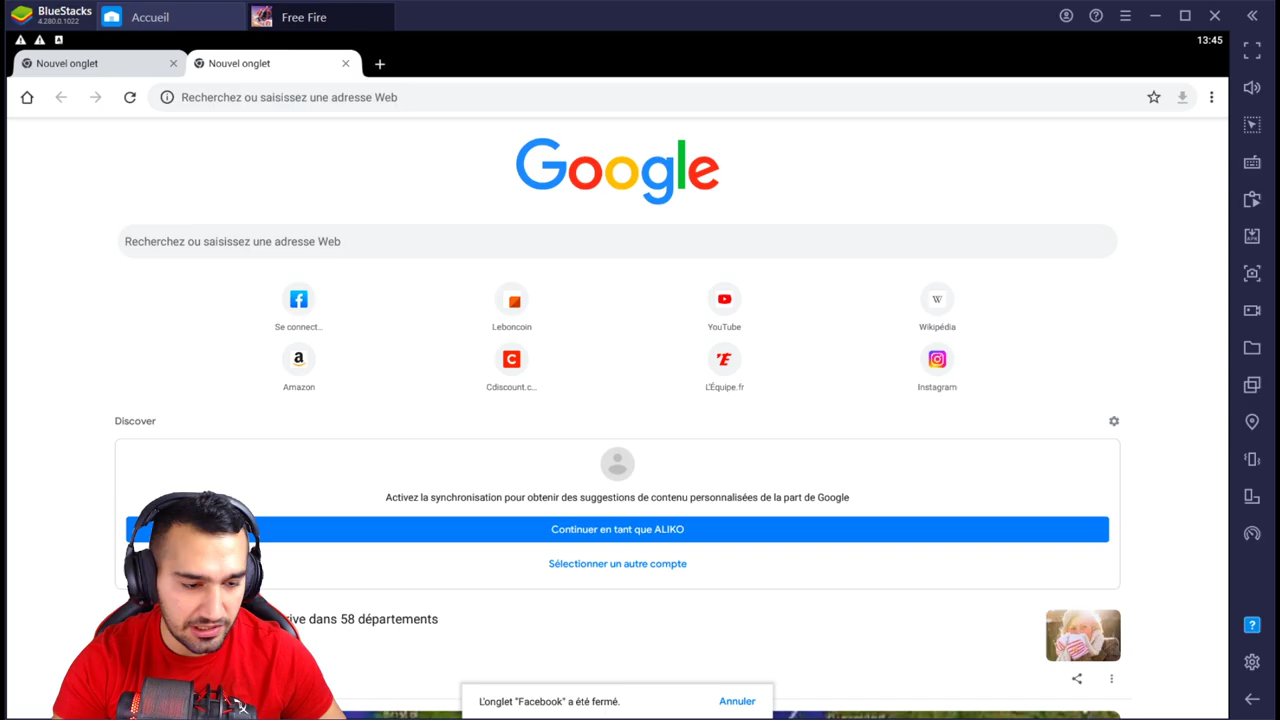 BlueStacks
4.280.0.1022
Accueil
Free Fire
13:45
Nouvel onglet
Nouvel onglet
Recherchez ou saisissez une adresse Web
Google
Recherchez ou saisissez une adresse Web
Se connect...
Leboncoin
YouTube
Wikipédia
Amazon
Cdiscount.c...
L'Équipe.fr
Instagram
Discover
Activez la synchronisation pour obtenir des suggestions de contenu personnalisées de la part de Google
Continuer en tant que ALIKO
Sélectionner un autre compte
dans 58 départements
L'onglet "Facebook" a été fermé.
Annuler